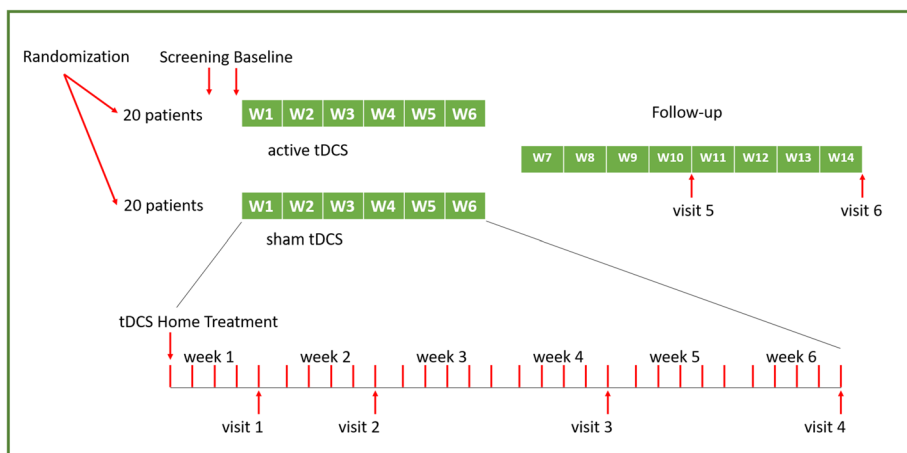 Randomization
Screening Baseline
20 patients
W1 W2 W3 W4 W5 W6
active tDCS
Follow-up
W7 W8 W9 W10 W11 W12 W13 W14
visit 5
visit 6
20 patients
W1 W2 W3 W4 W5 W6
sham tDCS
tDCS Home Treatment
week 1 week 2 week 3 week 4 week 5 week 6
visit 1 visit 2 visit 3 visit 4